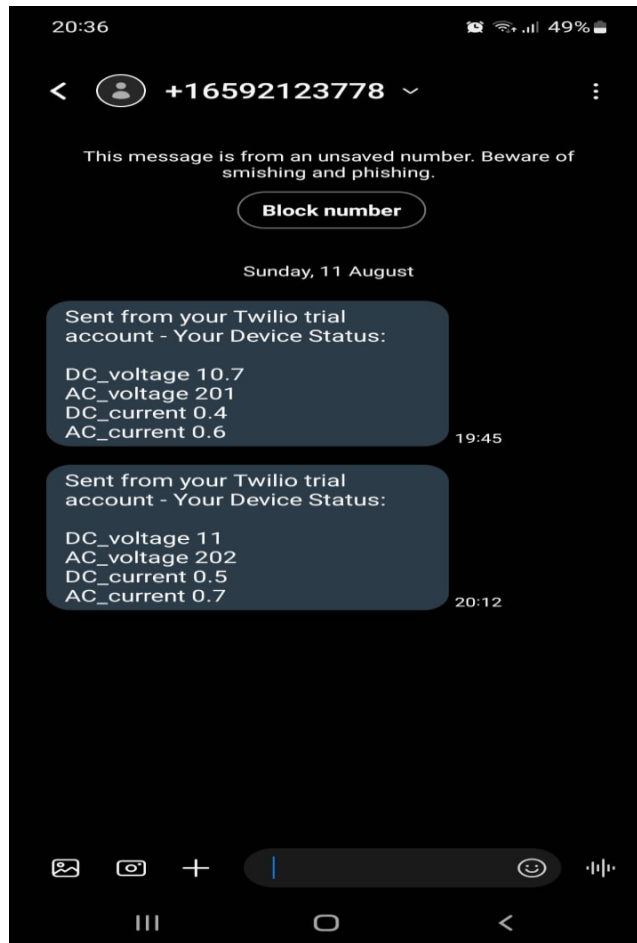 20:36
49%
+16592123778
This message is from an unsaved number. Beware of
smishing and phishing.
Block number
Sunday, 11 August
Sent from your Twilio trial
account - Your Device Status:
DC_voltage 10.7
AC_voltage 201
DC_current 0.4
AC_current 0.6
19:45
Sent from your Twilio trial
account - Your Device Status:
DC_voltage 11
AC_voltage 202
DC_current 0.5
AC_current 0.7
20:12